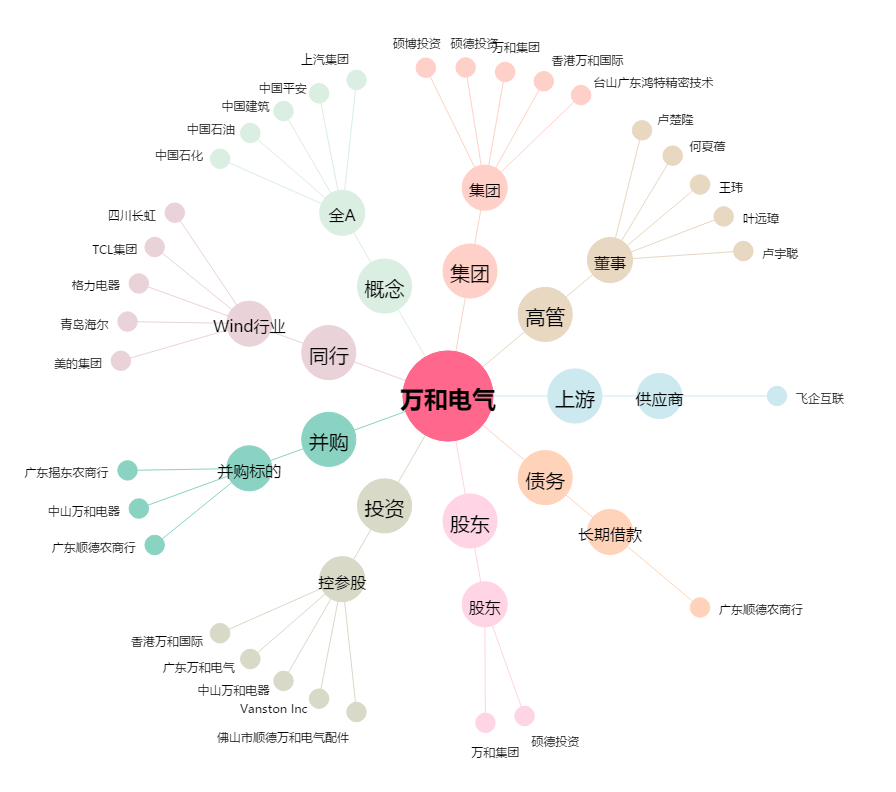 硕博投资
硕德投资
万和集团
香港万和国际
台山广东鸿特精密技术
集团
集团
上汽集团
中国平安
中国建筑
中国石油
中国石化
全A
概念
卢楚隆
何夏蓓
王玮
叶远璋
卢宇聪
董事
高管
四川长虹
TCL集团
格力电器
青岛海尔
美的集团
Wind行业
同行
万和电气
上游
供应商
飞企互联
并购
并购标的
广东揭东农商行
中山万和电器
广东顺德农商行
债务
长期借款
广东顺德农商行
投资
控参股
香港万和国际
广东万和电气
中山万和电器
Vanston Inc
佛山市顺德万和电气配件
股东
股东
万和集团
硕德投资